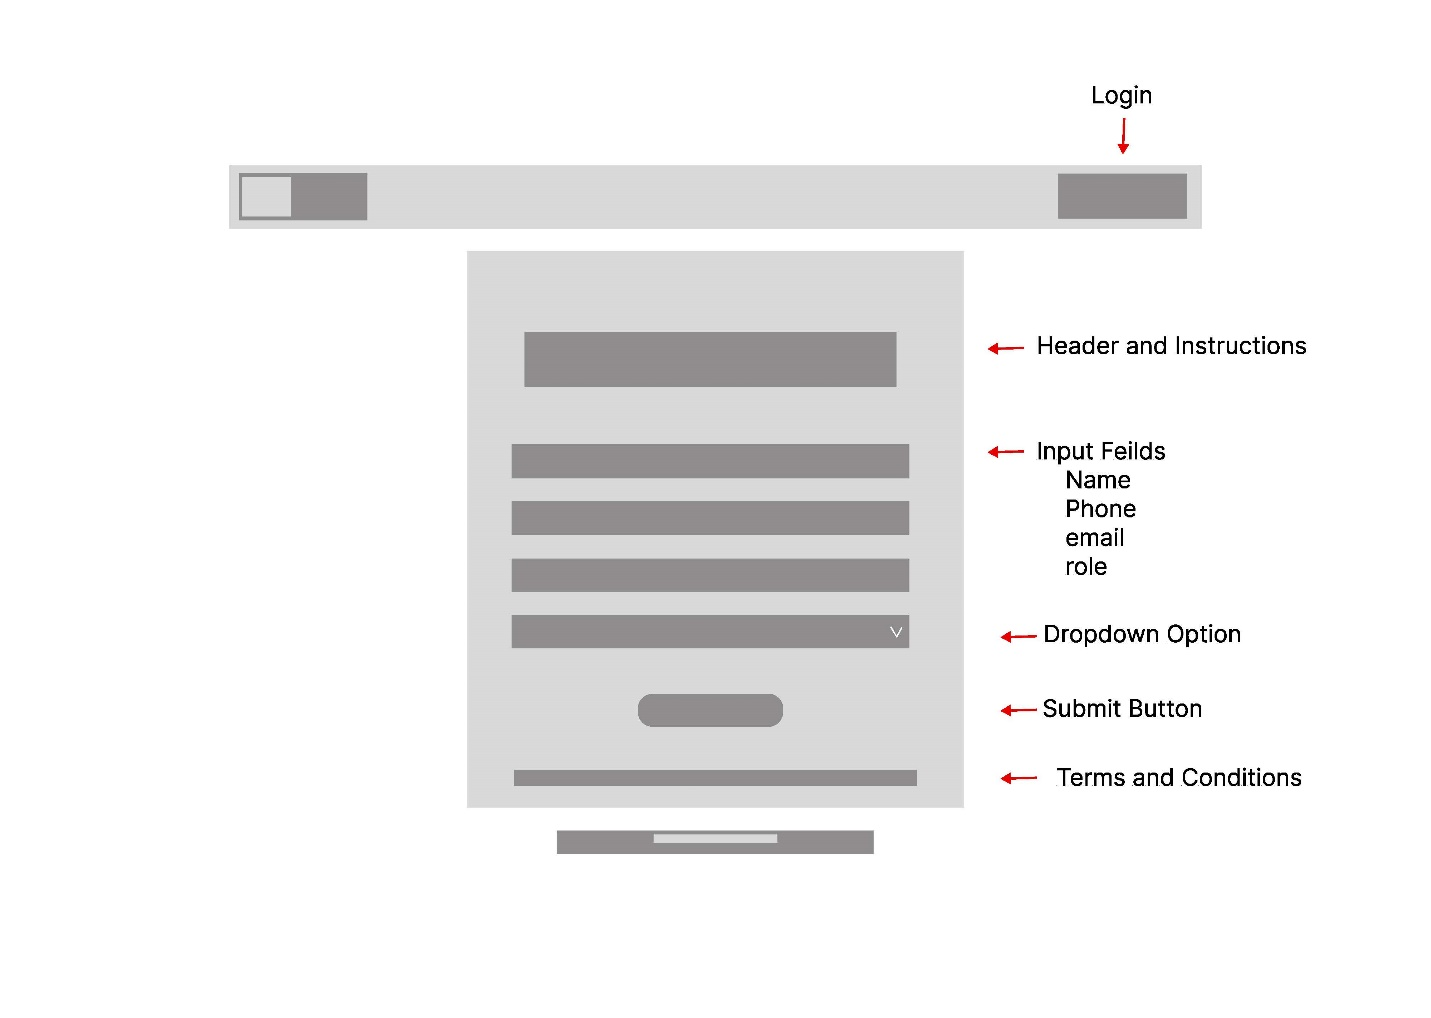 Login
Header and Instructions
Input Feilds
Name
Phone
email
role
Dropdown Option
Submit Button
Terms and Conditions